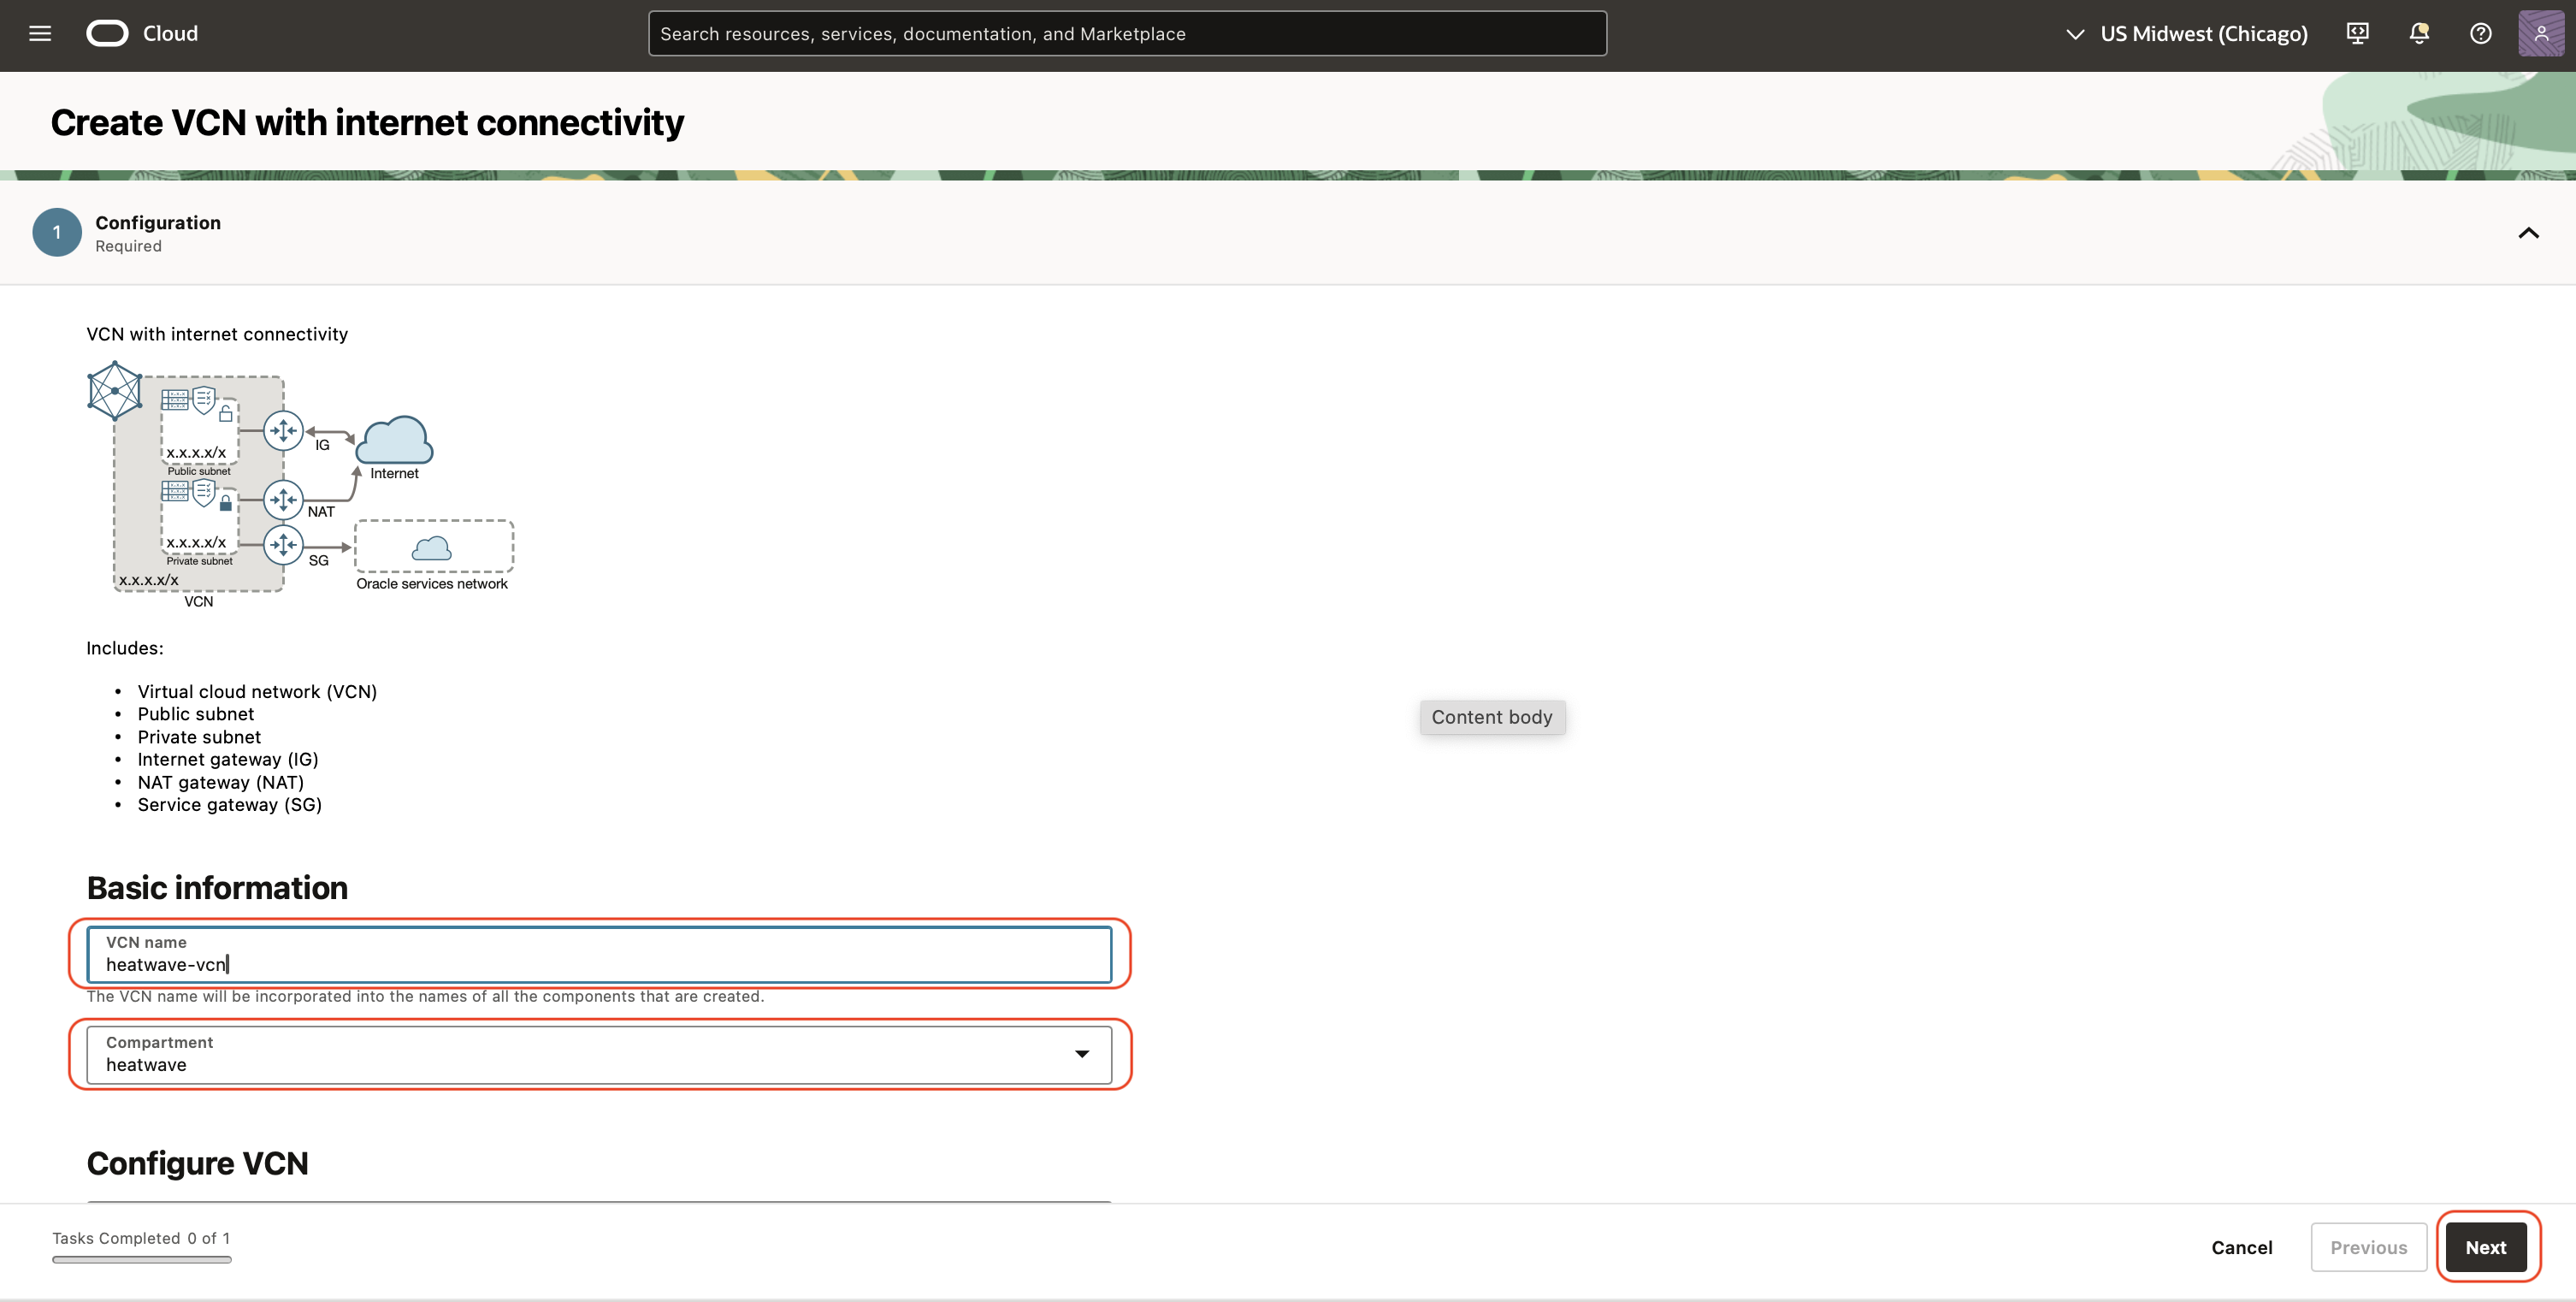 Cloud
Search resources, services, documentation, and Marketplace
US Midwest (Chicago)
Create VCN with internet connectivity
1
Configuration
Required
VCN with internet connectivity
x.x.x.x/x
Public subnet
IG
Internet
NAT
x.x.x.x/x
Private subnet
SG
x.x.x.x/x
Oracle services network
VCN
Includes:
• Virtual cloud network (VCN)
• Public subnet
• Private subnet
• Internet gateway (IG)
• NAT gateway (NAT)
• Service gateway (SG)
Content body
Basic information
VCN name
heatwave-vcn
The VCN name will be incorporated into the names of all the components that are created.
Compartment
heatwave
Configure VCN
Tasks Completed 0 of 1
Cancel
Previous
Next